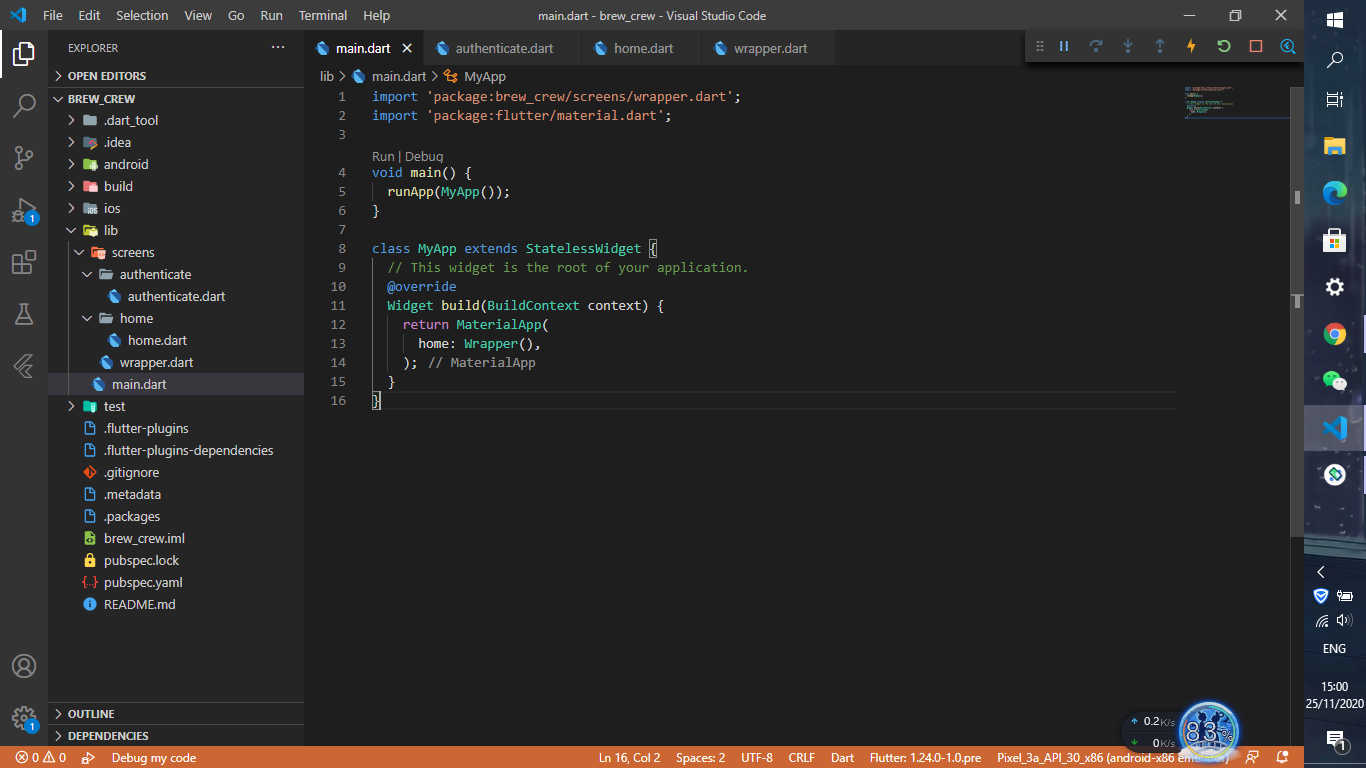 File Edit Selection View Go Run Terminal Help
main.dart - brew_crew - Visual Studio Code
EXPLORER
OPEN EDITORS
BREW_CREW
.dart_tool
.idea
android
build
ios
lib
screens
authenticate
authenticate.dart
home
home.dart
wrapper.dart
main.dart
test
.flutter-plugins
.flutter-plugins-dependencies
.gitignore
.metadata
.packages
brew_crew.iml
pubspec.lock
pubspec.yaml
README.md
OUTLINE
DEPENDENCIES
1
1
main.dart authenticate.dart home.dart wrapper.dart
lib > main.dart > MyApp
1 import 'package:brew_crew/screens/wrapper.dart';
2 import 'package:flutter/material.dart';
3
Run | Debug
4 void main() {
5 runApp(MyApp());
6 }
7
8 class MyApp extends StatelessWidget {
9 // This widget is the root of your application.
10 @override
11 Widget build(BuildContext context) {
12 return MaterialApp(
13 home: Wrapper(),
14 ); // MaterialApp
15 }
16 }
0.2K/s
0K/s
83%
0 0 Debug my code
Ln 16, Col 2 Spaces: 2 UTF-8 CRLF Dart Flutter: 1.24.0-1.0.pre Pixel_3a_API_30_x86 (android-x86 emulator)
ENG
15:00
25/11/2020
1